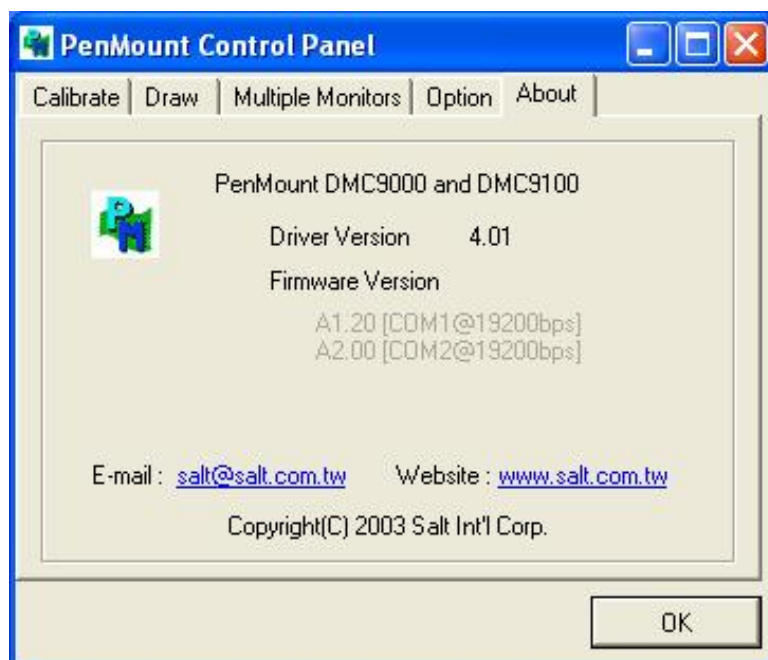 PenMount Control Panel
Calibrate Draw Multiple Monitors Option About
PenMount DMC9000 and DMC9100
PM
Driver Version 4.01
Firmware Version
A1.20 [COM1@19200bps]
A2.00 [COM2@19200bps]
E-mail : salt@salt.com.tw Website : www.salt.com.tw
Copyright(C) 2003 Salt Int'l Corp.
OK